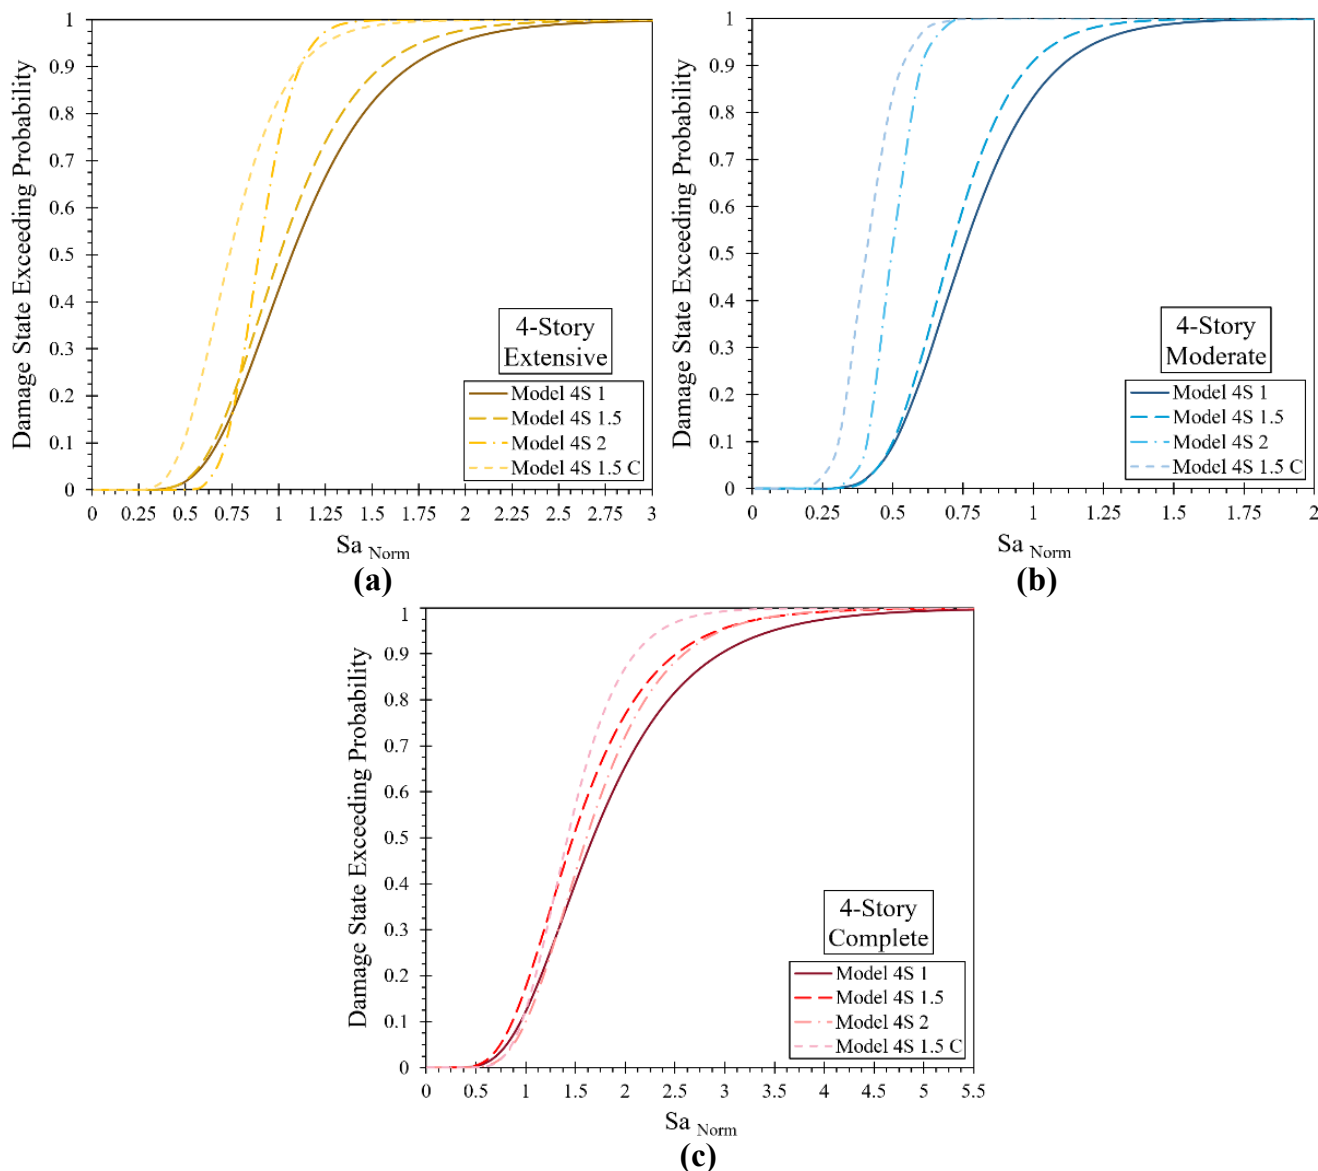 Damage State Exceeding Probability
1
0.9
0.8
0.7
0.6
0.5
0.4
0.3
0.2
0.1
0
4-Story
Extensive
Model 4S 1
Model 4S 1.5
Model 4S 2
Model 4S 1.5 C
0 0.25 0.5 0.75 1 1.25 1.5 1.75 2 2.25 2.5 2.75 3
Sa Norm
(a)
Damage State Exceeding Probability
1
0.9
0.8
0.7
0.6
0.5
0.4
0.3
0.2
0.1
0
4-Story
Moderate
Model 4S 1
Model 4S 1.5
Model 4S 2
Model 4S 1.5 C
0 0.25 0.5 0.75 1 1.25 1.5 1.75 2
Sa Norm
(b)
Damage State Exceeding Probability
1
0.9
0.8
0.7
0.6
0.5
0.4
0.3
0.2
0.1
0
4-Story
Complete
Model 4S 1
Model 4S 1.5
Model 4S 2
Model 4S 1.5 C
0 0.5 1 1.5 2 2.5 3 3.5 4 4.5 5 5.5
Sa Norm
(c)